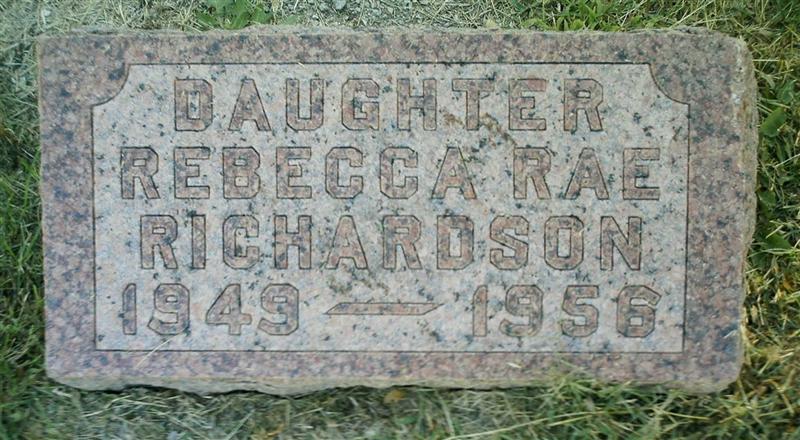 DAUGHTER
REBECCA RAE
RICHARDSON
1949 — 1956